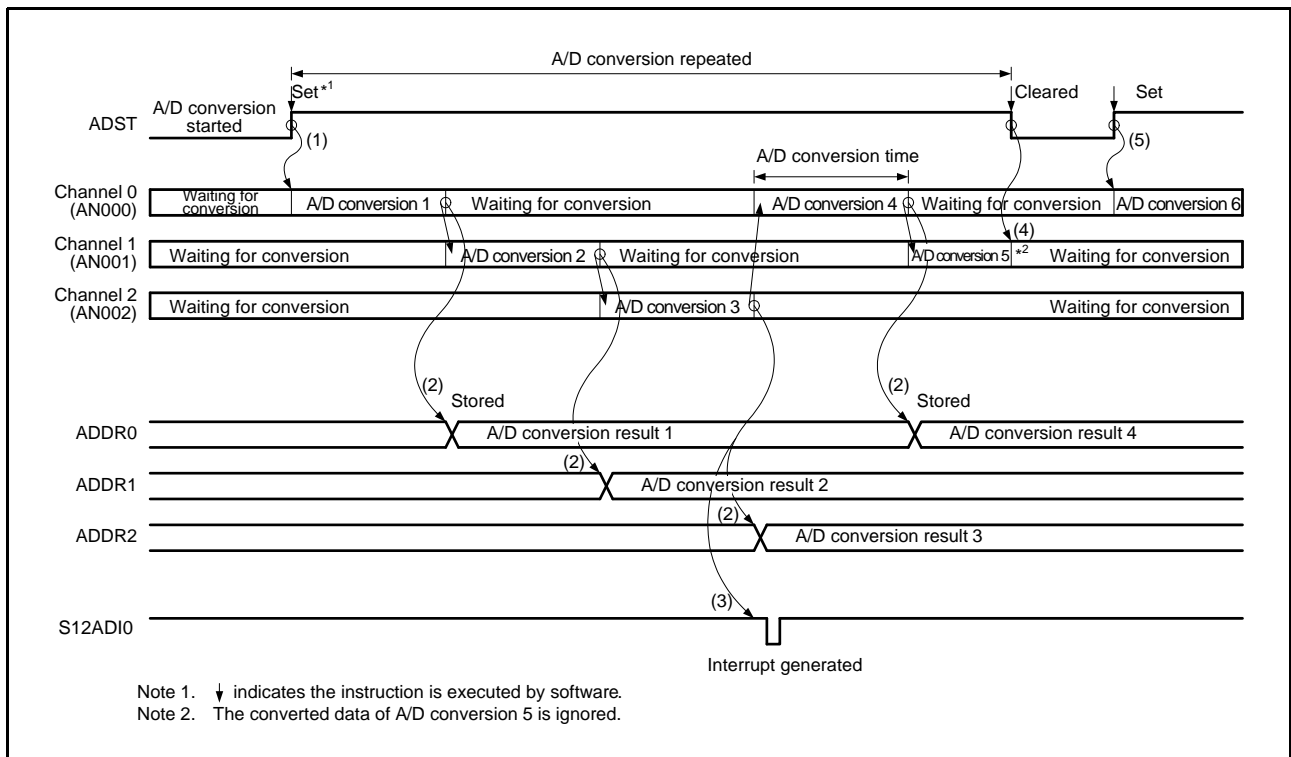 A/D conversion repeated
Set *1
Cleared
Set
A/D conversion
started
ADST
(1)
(5)
A/D conversion time
Channel 0
(AN000)
Waiting for
conversion
A/D conversion 1
Waiting for conversion
A/D conversion 4
Waiting for conversion
A/D conversion 6
(4)
Channel 1
(AN001)
Waiting for conversion
A/D conversion 2
Waiting for conversion
A/D conversion 5
*2
Waiting for conversion
Channel 2
(AN002)
Waiting for conversion
A/D conversion 3
Waiting for conversion
(2)
Stored
(2)
Stored
ADDR0
A/D conversion result 1
A/D conversion result 4
(2)
ADDR1
A/D conversion result 2
(2)
ADDR2
A/D conversion result 3
(3)
S12ADI0
Interrupt generated
Note 1. ↓ indicates the instruction is executed by software.
Note 2. The converted data of A/D conversion 5 is ignored.